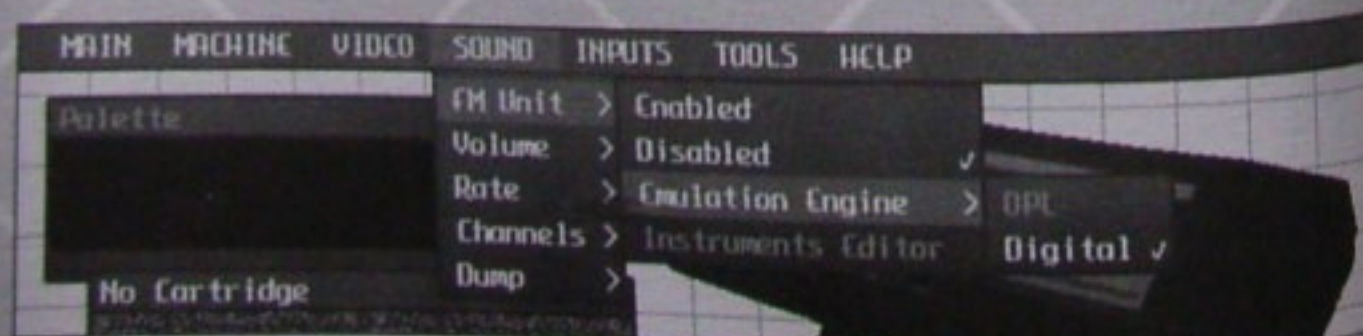 MAIN MACHINE VIDEO SOUND INPUTS TOOLS HELP
Palette
FM Unit > Enabled
Volume > Disabled ✓
Rate > Emulation Engine > OPL
Channels > Instruments Editor Digital ✓
Dump >
No Cartridge